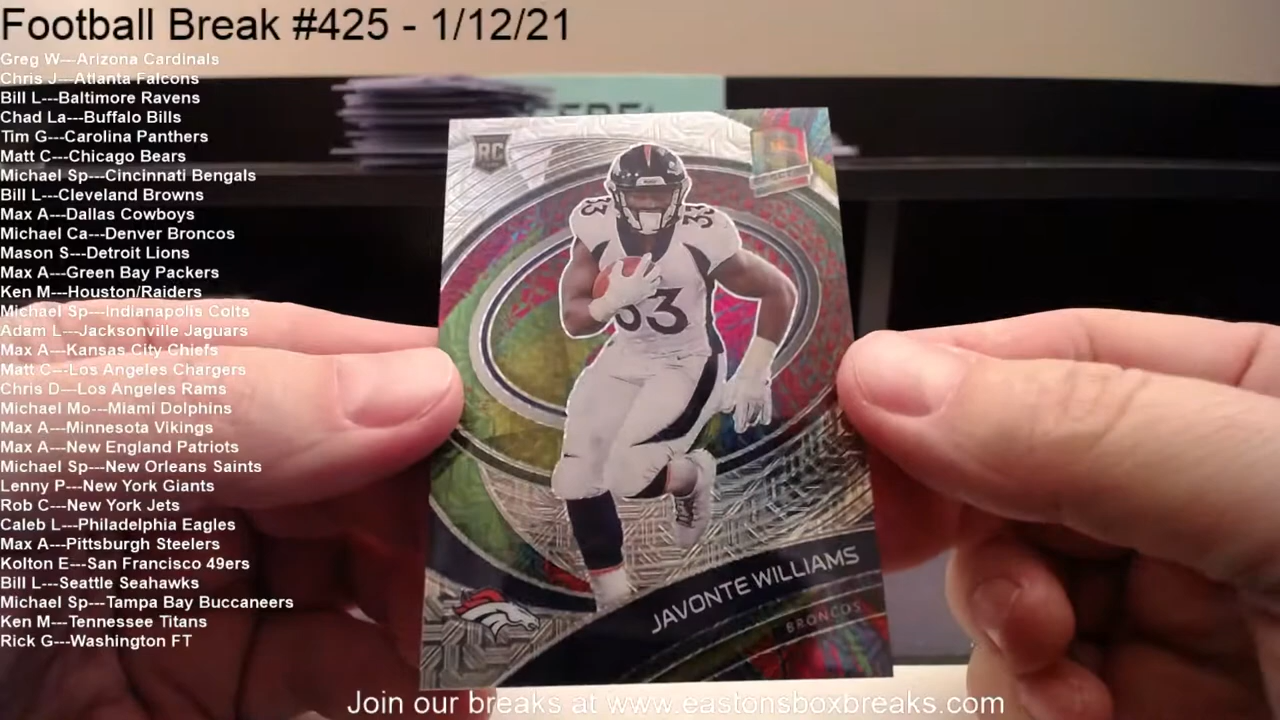 Football Break #425 - 1/12/21
Greg W---Arizona Cardinals
Chris J---Atlanta Falcons
Bill L---Baltimore Ravens
Chad La---Buffalo Bills
Tim G---Carolina Panthers
Matt C---Chicago Bears
Michael Sp---Cincinnati Bengals
Bill L---Cleveland Browns
Max A---Dallas Cowboys
Michael Ca---Denver Broncos
Mason S---Detroit Lions
Max A---Green Bay Packers
Ken M---Houston/Raiders
Michael Sp---Indianapolis Colts
Adam L---Jacksonville Jaguars
Max A---Kansas City Chiefs
Matt C---Los Angeles Chargers
Chris D---Los Angeles Rams
Michael Mo---Miami Dolphins
Max A---Minnesota Vikings
Max A---New England Patriots
Michael Sp---New Orleans Saints
Lenny P---New York Giants
Rob C---New York Jets
Caleb L---Philadelphia Eagles
Max A---Pittsburgh Steelers
Kolton E---San Francisco 49ers
Bill L---Seattle Seahawks
Michael Sp---Tampa Bay Buccaneers
Ken M---Tennessee Titans
Rick G---Washington FT
RC
33 33
33
JAVONTE WILLIAMS
BRONCOS
Join our breaks at www.eastonsboxbreaks.com